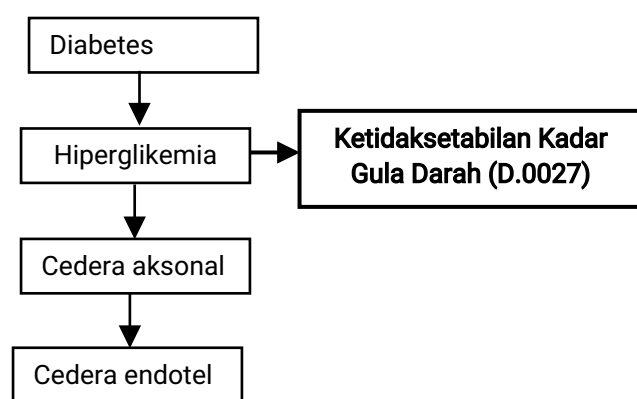 Diabetes
Hiperglikemia
Ketidaksetabilan Kadar
Gula Darah (D.0027)
Cedera aksonal
Cedera endotel